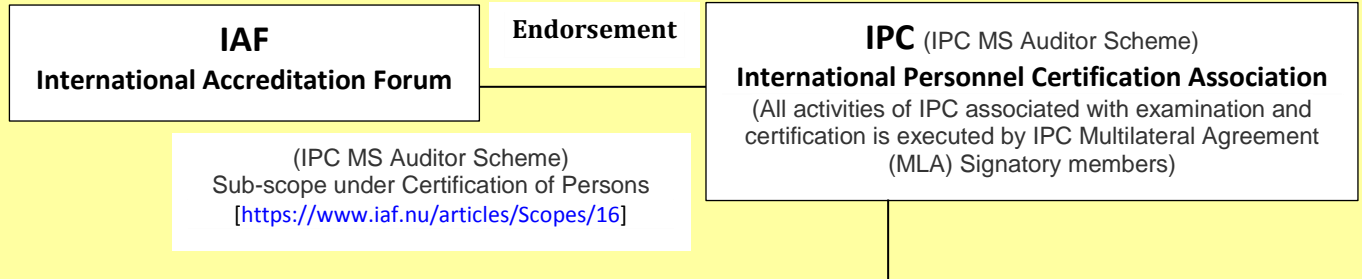 IAF
International Accreditation Forum
Endorsement
IPC (IPC MS Auditor Scheme)
International Personnel Certification Association
(All activities of IPC associated with examination and
certification is executed by IPC Multilateral Agreement
(MLA) Signatory members)
(IPC MS Auditor Scheme)
Sub-scope under Certification of Persons
[https://www.iaf.nu/articles/Scopes/16]